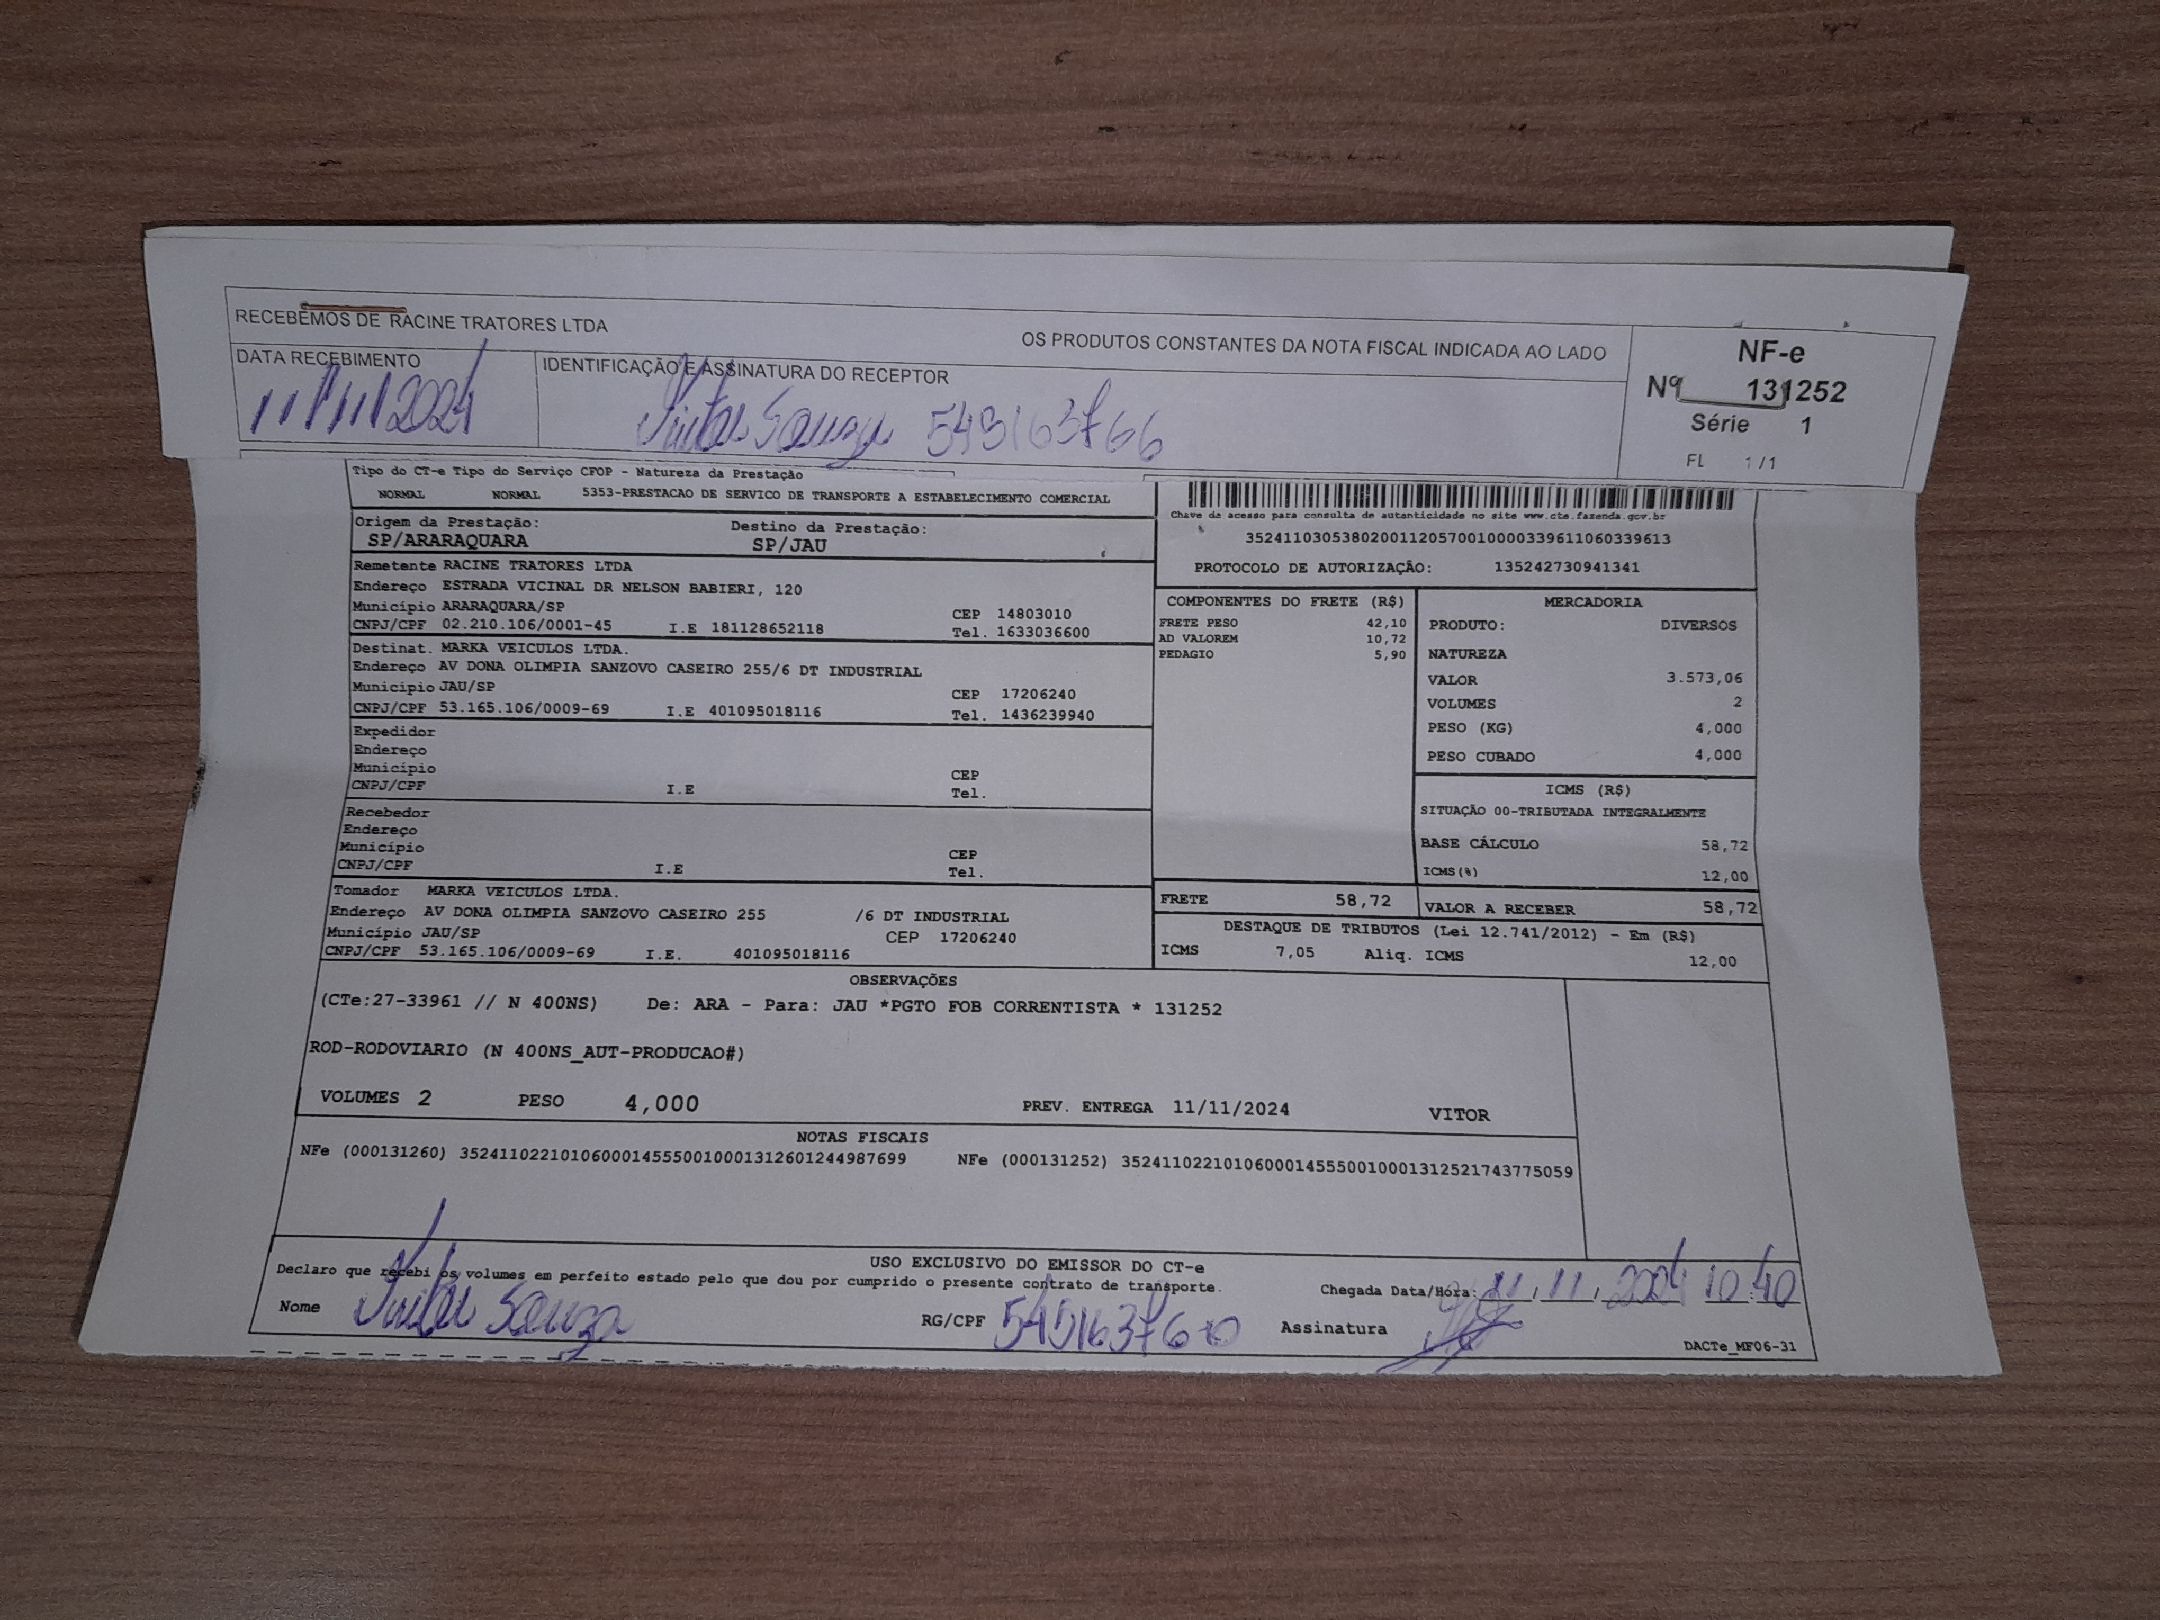 RECEBEMOS DE RACINE TRATORES LTDA OS PRODUTOS CONSTANTES DA NOTA FISCAL INDICADA AO LADO
DATA RECEBIMENTO IDENTIFICAÇÃO E ASSINATURA DO RECEPTOR
11/11/2024 Souza
NF-e
Nº 131252
Série 1
FL 1/1
Tipo do CT-e Tipo do Serviço CFOP - Natureza da Prestação
NORMAL NORMAL 5353-PRESTACAO DE SERVICO DE TRANSPORTE A ESTABELECIMENTO COMERCIAL
Origem da Prestação: Destino da Prestação:
SP/ARARAQUARA SP/JAU
Remetente RACINE TRATORES LTDA
Endereço ESTRADA VICINAL DR NELSON BABIERI, 120
Município ARARAQUARA/SP CEP 14803010
CNPJ/CPF 02.210.106/0001-45 I.E 181128652118 Tel. 1633036600
Destinat. MARKA VEICULOS LTDA.
Endereço AV DONA OLIMPIA SANZOVO CASEIRO 255/6 DT INDUSTRIAL
Município JAU/SP CEP 17206240
CNPJ/CPF 53.165.106/0009-69 I.E 401095018116 Tel. 1436239940
Expedidor
Endereço
Município CEP
CNPJ/CPF I.E Tel.
Recebedor
Endereço
Município CEP
CNPJ/CPF I.E Tel.
Tomador MARKA VEICULOS LTDA.
Endereço AV DONA OLIMPIA SANZOVO CASEIRO 255 /6 DT INDUSTRIAL
Município JAU/SP CEP 17206240
CNPJ/CPF 53.165.106/0009-69 I.E. 401095018116
Chave de acesso para consulta de autenticidade no site www.cte.fazenda.gov.br
35241103053802001120570010000339611060339613
PROTOCOLO DE AUTORIZAÇÃO: 135242730941341
COMPONENTES DO FRETE (R$)
FRETE PESO 42,10
AD VALOREM 10,72
PEDAGIO 5,90
MERCADORIA
PRODUTO: DIVERSOS
NATUREZA
VALOR 3.573,06
VOLUMES 2
PESO (KG) 4,000
PESO CUBADO 4,000
ICMS (R$)
SITUAÇÃO 00-TRIBUTADA INTEGRALMENTE
BASE CÁLCULO 58,72
ICMS(%) 12,00
FRETE 58,72 VALOR A RECEBER 58,72
DESTAQUE DE TRIBUTOS (Lei 12.741/2012) - Em (R$)
ICMS 7,05 Aliq. ICMS 12,00
OBSERVAÇÕES
(CTe:27-33961 // N 400NS) De: ARA - Para: JAU *PGTO FOB CORRENTISTA * 131252
ROD-RODOVIARIO (N 400NS_AUT-PRODUCAO#)
VOLUMES 2 PESO 4,000 PREV. ENTREGA 11/11/2024 VITOR
NOTAS FISCAIS
NFe (000131260) 35241102210106000145550010001312601244987699 NFe (000131252) 35241102210106000145550010001312521743775059
USO EXCLUSIVO DO EMISSOR DO CT-e
Declaro que recebi os volumes em perfeito estado pelo que dou por cumprido o presente contrato de transporte. Chegada Data/Hora: 11, 11, 2024 10:40
Nome Souza RG/CPF Assinatura
DACTe_MF06-31